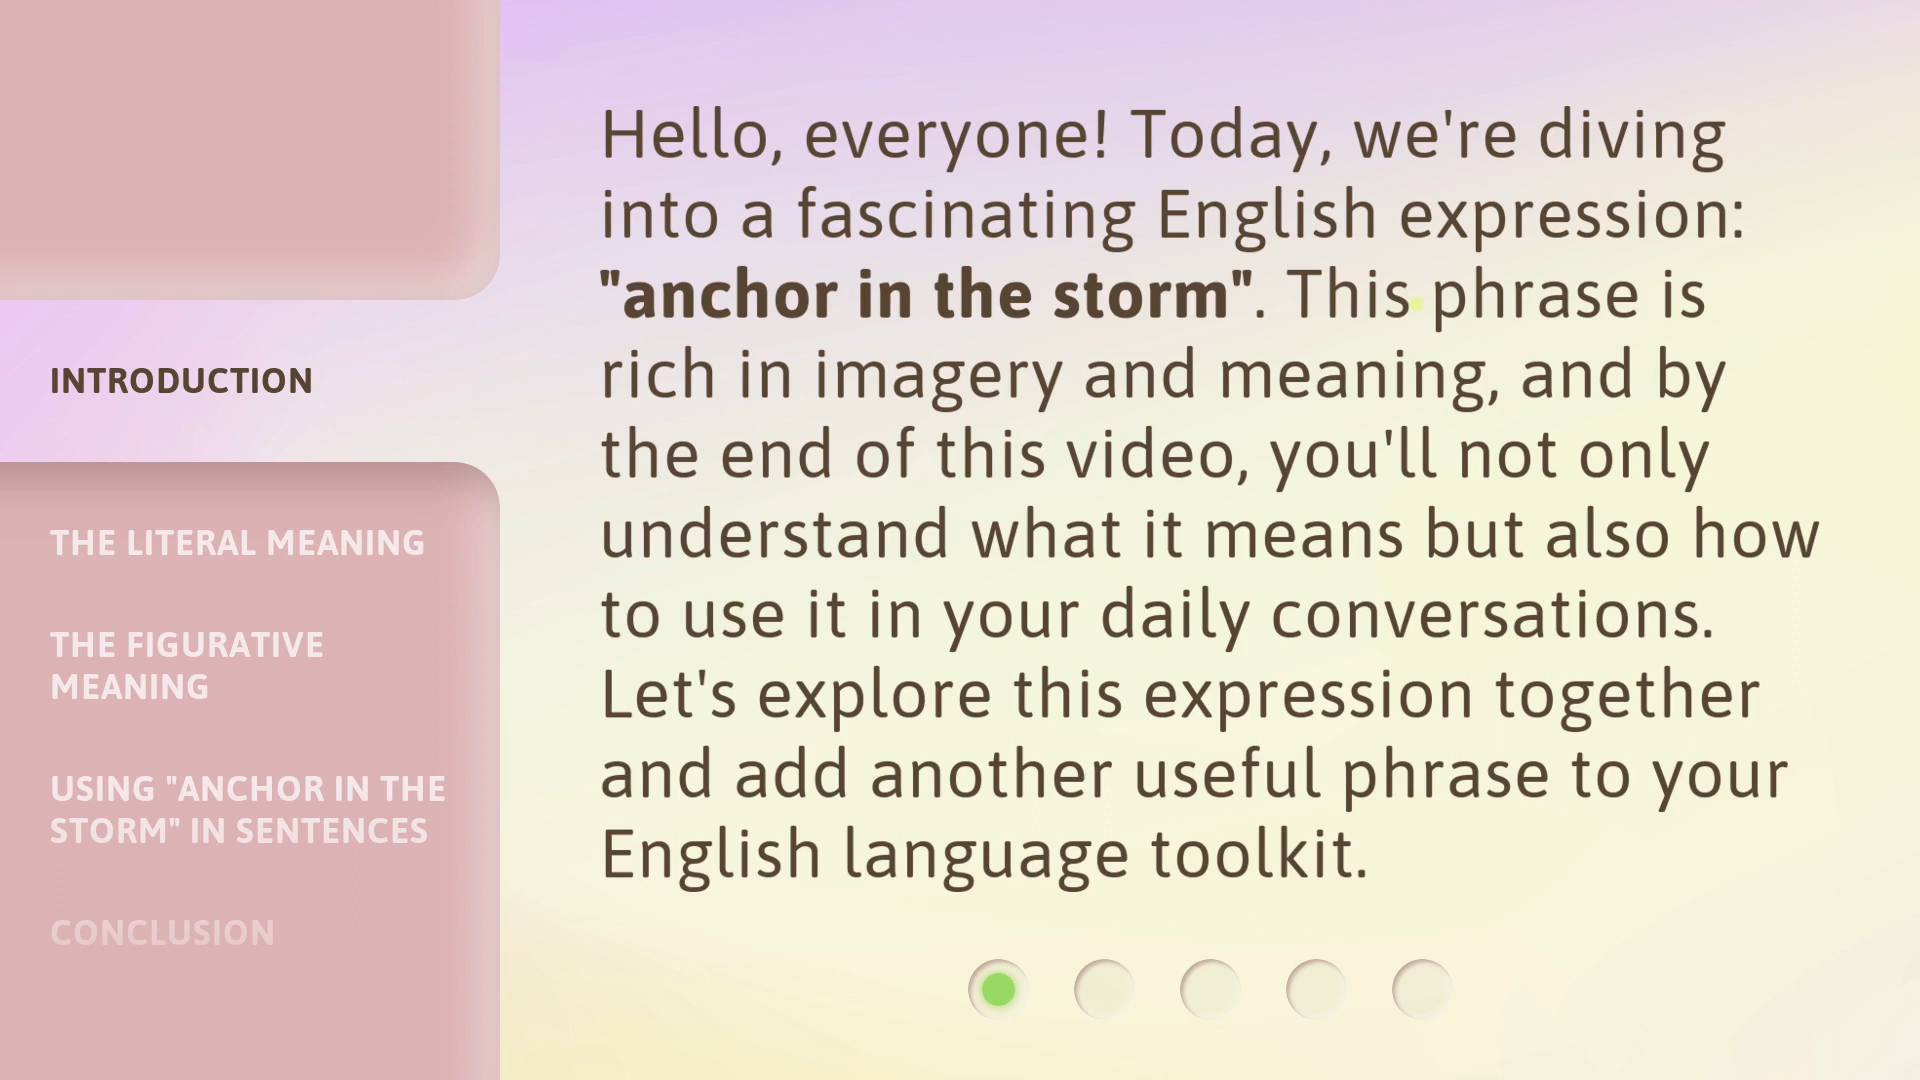 INTRODUCTION
THE LITERAL MEANING
THE FIGURATIVE
MEANING
USING "ANCHOR IN THE
STORM" IN SENTENCES
CONCLUSION
Hello, everyone! Today, we're diving
into a fascinating English expression:
"anchor in the storm". This phrase is
rich in imagery and meaning, and by
the end of this video, you'll not only
understand what it means but also how
to use it in your daily conversations.
Let's explore this expression together
and add another useful phrase to your
English language toolkit.